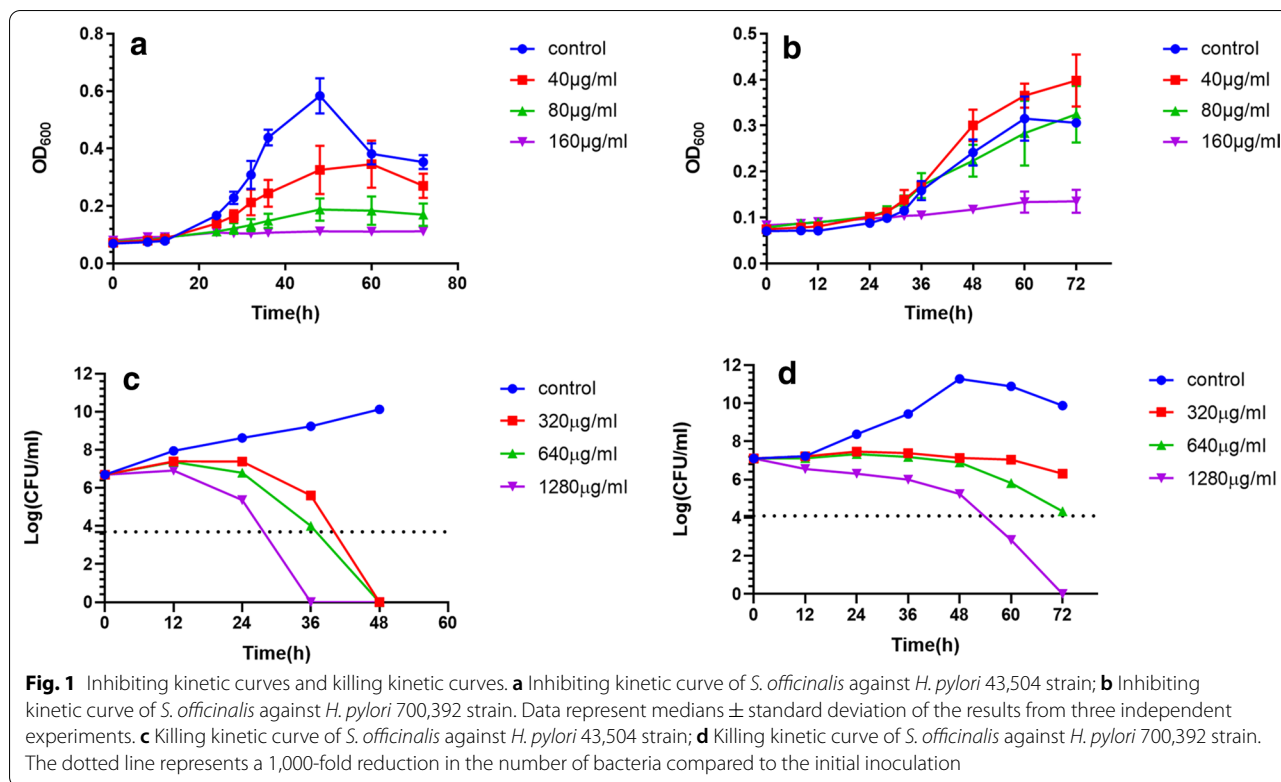 a
0.8
0.6
0.4
0.2
0.0
OD600
0 20 40 60 80
Time(h)
control
40µg/ml
80µg/ml
160µg/ml
b
0.5
0.4
0.3
0.2
0.1
0.0
OD600
0 12 24 36 48 60 72
Time(h)
control
40µg/ml
80µg/ml
160µg/ml
c
12
10
8
6
4
2
0
Log(CFU/ml)
0 12 24 36 48 60
Time(h)
control
320µg/ml
640µg/ml
1280µg/ml
d
12
10
8
6
4
2
0
Log(CFU/ml)
0 12 24 36 48 60 72
Time(h)
control
320µg/ml
640µg/ml
1280µg/ml
Fig. 1 Inhibiting kinetic curves and killing kinetic curves. a Inhibiting kinetic curve of S. officinalis against H. pylori 43,504 strain; b Inhibiting
kinetic curve of S. officinalis against H. pylori 700,392 strain. Data represent medians ± standard deviation of the results from three independent
experiments. c Killing kinetic curve of S. officinalis against H. pylori 43,504 strain; d Killing kinetic curve of S. officinalis against H. pylori 700,392 strain.
The dotted line represents a 1,000-fold reduction in the number of bacteria compared to the initial inoculation